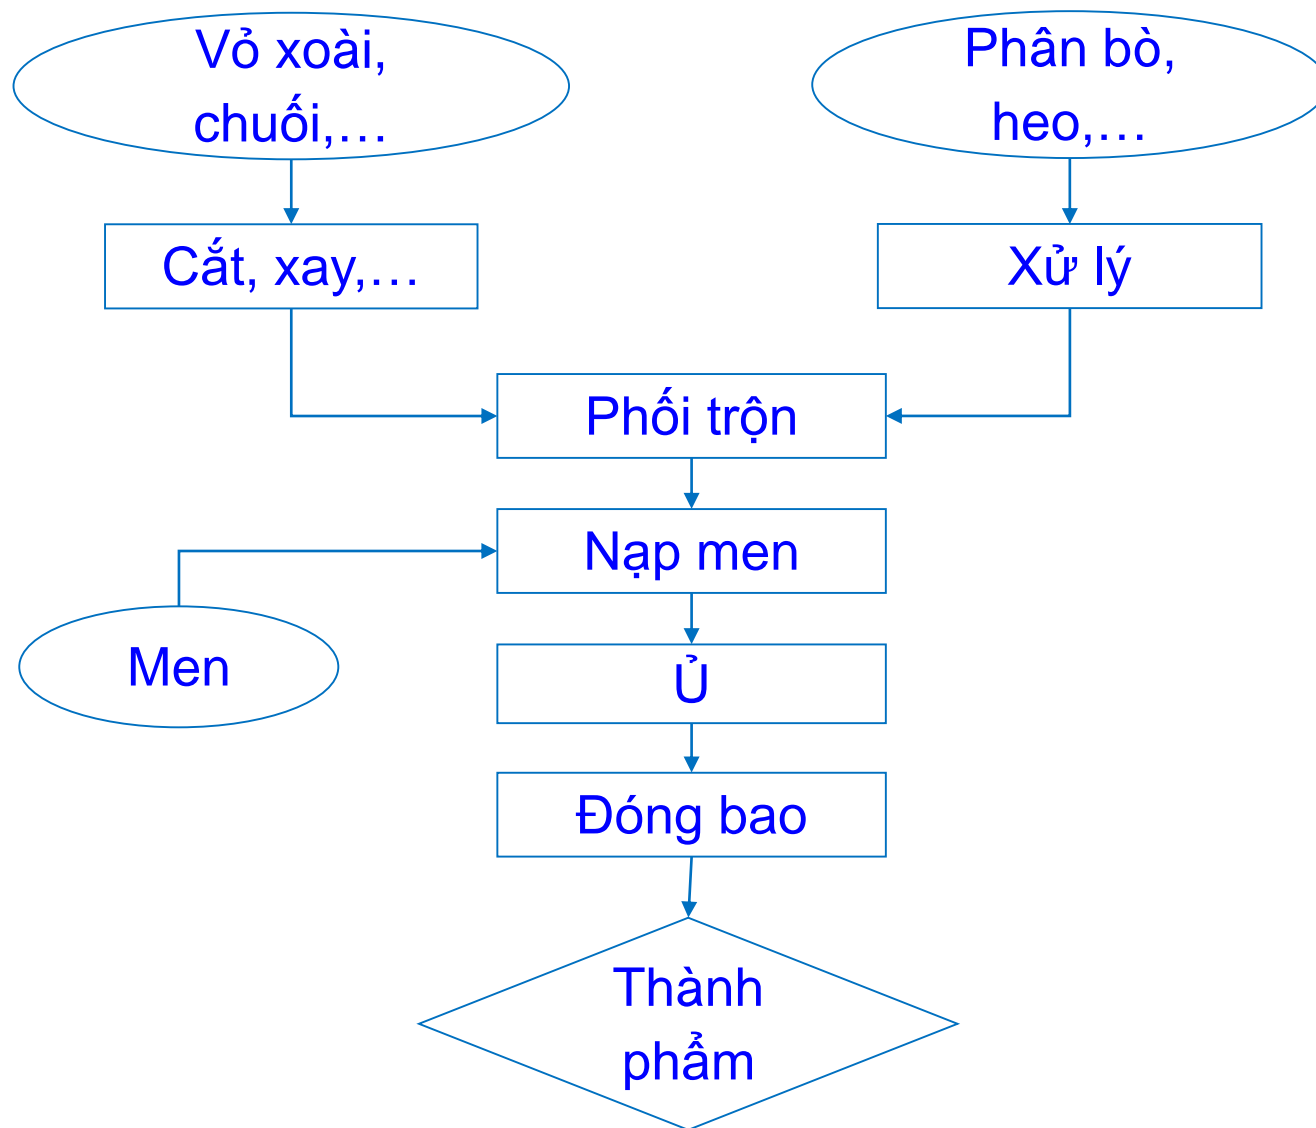 Vỏ xoài,
chuối,…
Phân bò,
heo,…
Cắt, xay,…
Xử lý
Phối trộn
Nạp men
Men
Ủ
Đóng bao
Thành
phẩm